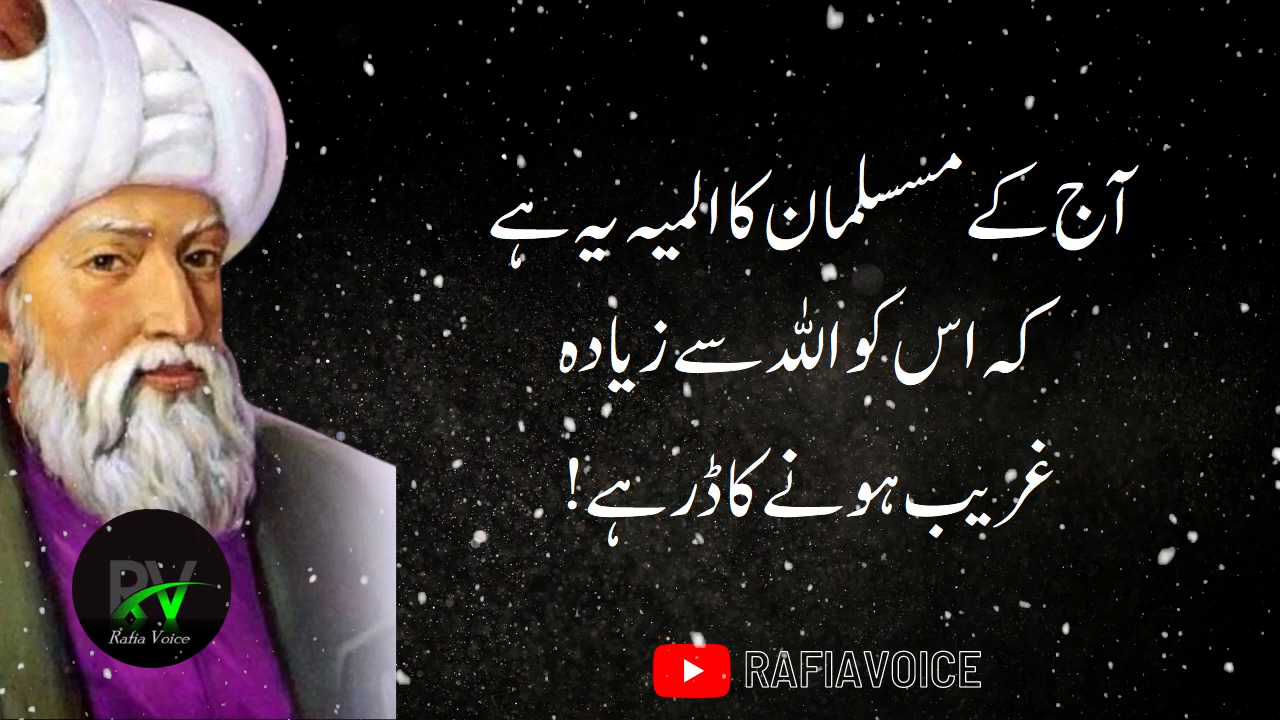 آج کے مسسلمان کا المیہ یہ ہے
کہ اس کو اللہ سے زیادہ
غریب ہونے کا ڈر ہے!
RV
Rafia Voice
RAFIAVOICE